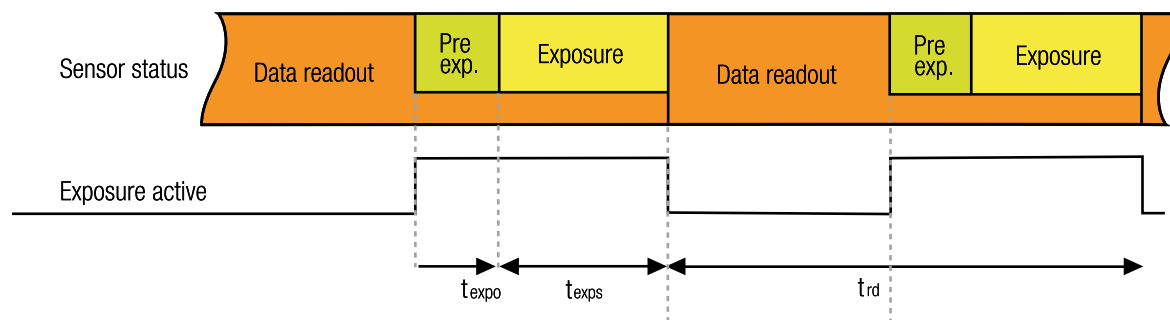 Sensor status
Data readout
Pre
exp.
Exposure
Data readout
Pre
exp.
Exposure
Exposure active
texpo
texps
trd